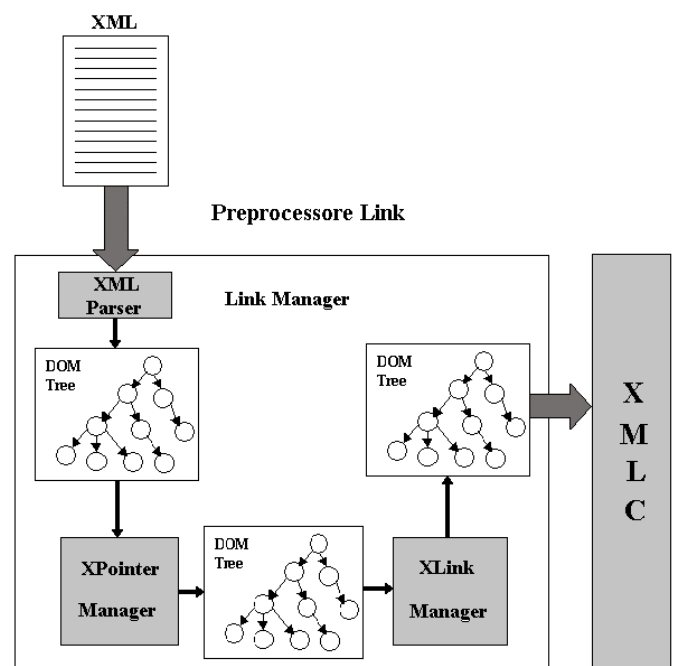 XML
Preprocessore Link
XML
Parser
Link Manager
DOM
Tree
DOM
Tree
X
M
L
C
XPointer
Manager
DOM
Tree
XLink
Manager